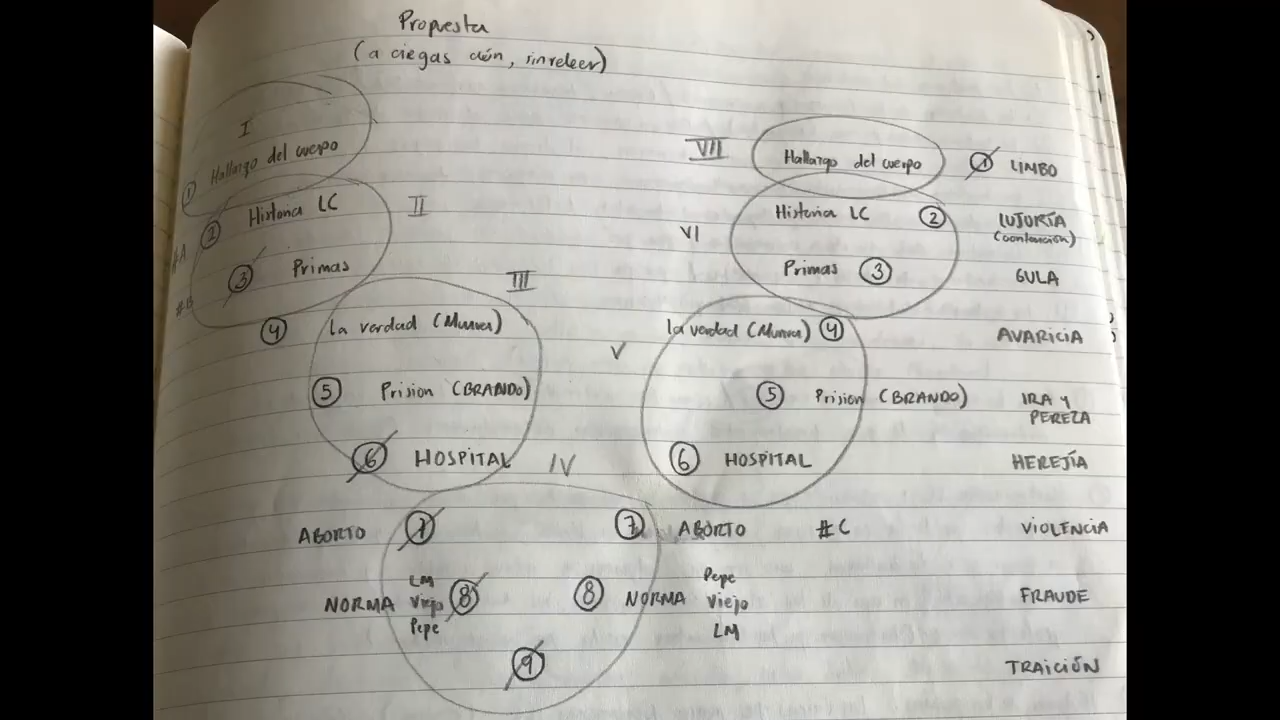 Propuesta
(a ciegas aún, sin releer)
I
1 Hallazgo del cuerpo
VII Hallazgo del cuerpo 1 LIMBO
2 Historia LC II
Historia LC 2 LUJURIA
#A
VI (contención)
3 Primas
Primas 3 GULA
#B
III
4 La verdad (Munra)
La verdad (Munra) 4 AVARICIA
V
5 Prision (BRANDO)
5 Prision (BRANDO) IRA Y
PEREZA
6 HOSPITAL IV
6 HOSPITAL HEREJÍA
ABORTO 7
7 ABORTO #C VIOLENCIA
LM
Pepe
NORMA Viejo 8
8 NORMA Viejo FRAUDE
Pepe
LM
9 TRAICIÓN